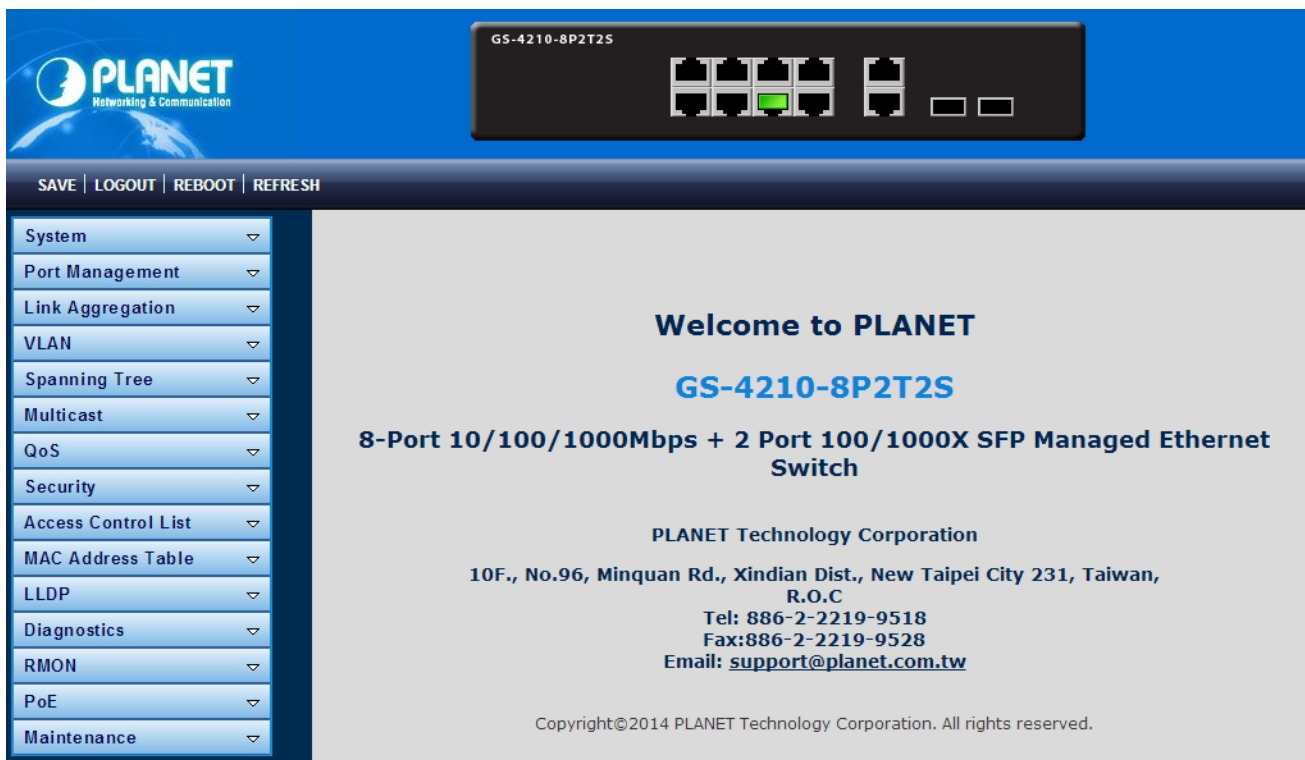 GS-4210-8P2T2S
PLANET
Networking & Communication
SAVE | LOGOUT | REBOOT | REFRESH
System
Port Management
Link Aggregation
VLAN
Spanning Tree
Multicast
QoS
Security
Access Control List
MAC Address Table
LLDP
Diagnostics
RMON
PoE
Maintenance
Welcome to PLANET
GS-4210-8P2T2S
8-Port 10/100/1000Mbps + 2 Port 100/1000X SFP Managed Ethernet
Switch
PLANET Technology Corporation
10F., No.96, Minquan Rd., Xindian Dist., New Taipei City 231, Taiwan,
R.O.C
Tel: 886-2-2219-9518
Fax:886-2-2219-9528
Email: support@planet.com.tw
Copyright©2014 PLANET Technology Corporation. All rights reserved.